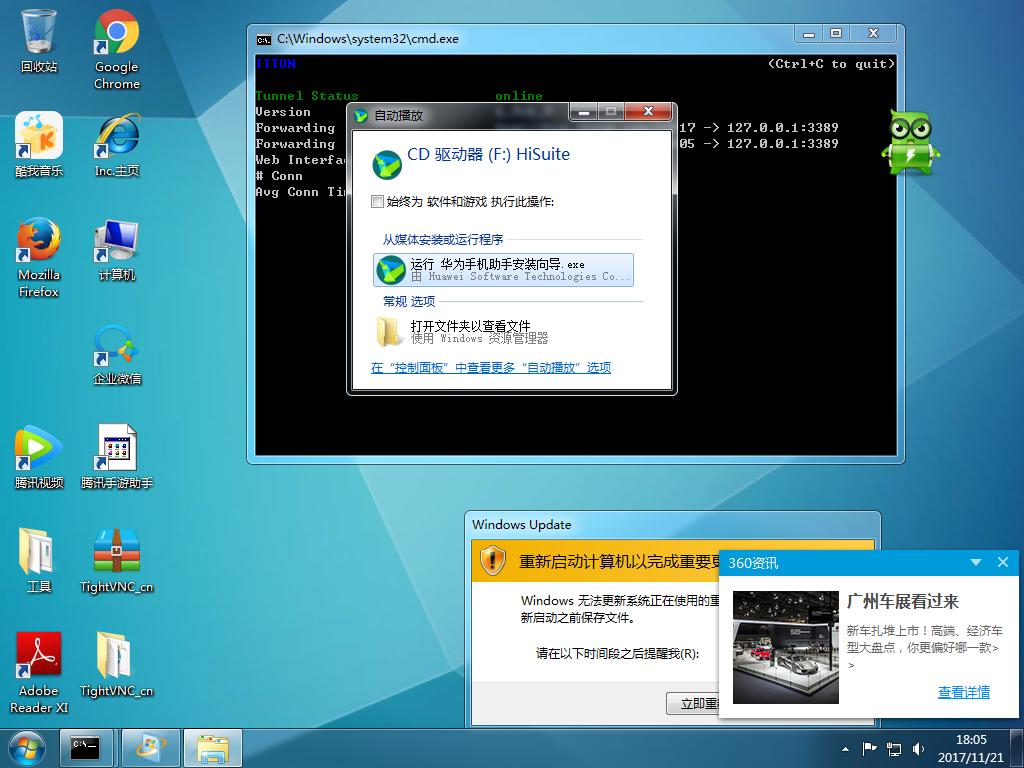 回收站
Google
Chrome
酷我音乐
Inc.主页
Mozilla
Firefox
计算机
企业微信
腾讯视频
腾讯手游助手
工具
TightVNC_cn
Adobe
Reader XI
TightVNC_cn
C:\Windows\system32\cmd.exe
ITTUN (Ctrl+C to quit)
Tunnel Status online
Version
Forwarding 17 -> 127.0.0.1:3389
Forwarding 05 -> 127.0.0.1:3389
Web Interfa
# Conn
Avg Conn Ti
自动播放
CD 驱动器 (F:) HiSuite
始终为 软件和游戏 执行此操作:
从媒体安装或运行程序
运行 华为手机助手安装向导.exe
由 Huawei Software Technologies Co...
常规 选项
打开文件夹以查看文件
使用 Windows 资源管理器
在“控制面板”中查看更多“自动播放”选项
Windows Update
重新启动计算机以完成重要更
Windows 无法更新系统正在使用的重
新启动之前保存文件。
请在以下时间段之后提醒我(R):
立即重
360资讯
广州车展看过来
新车扎堆上市！高端、经济车
型大盘点，你更偏好哪一款>
>
查看详情
18:05
2017/11/21